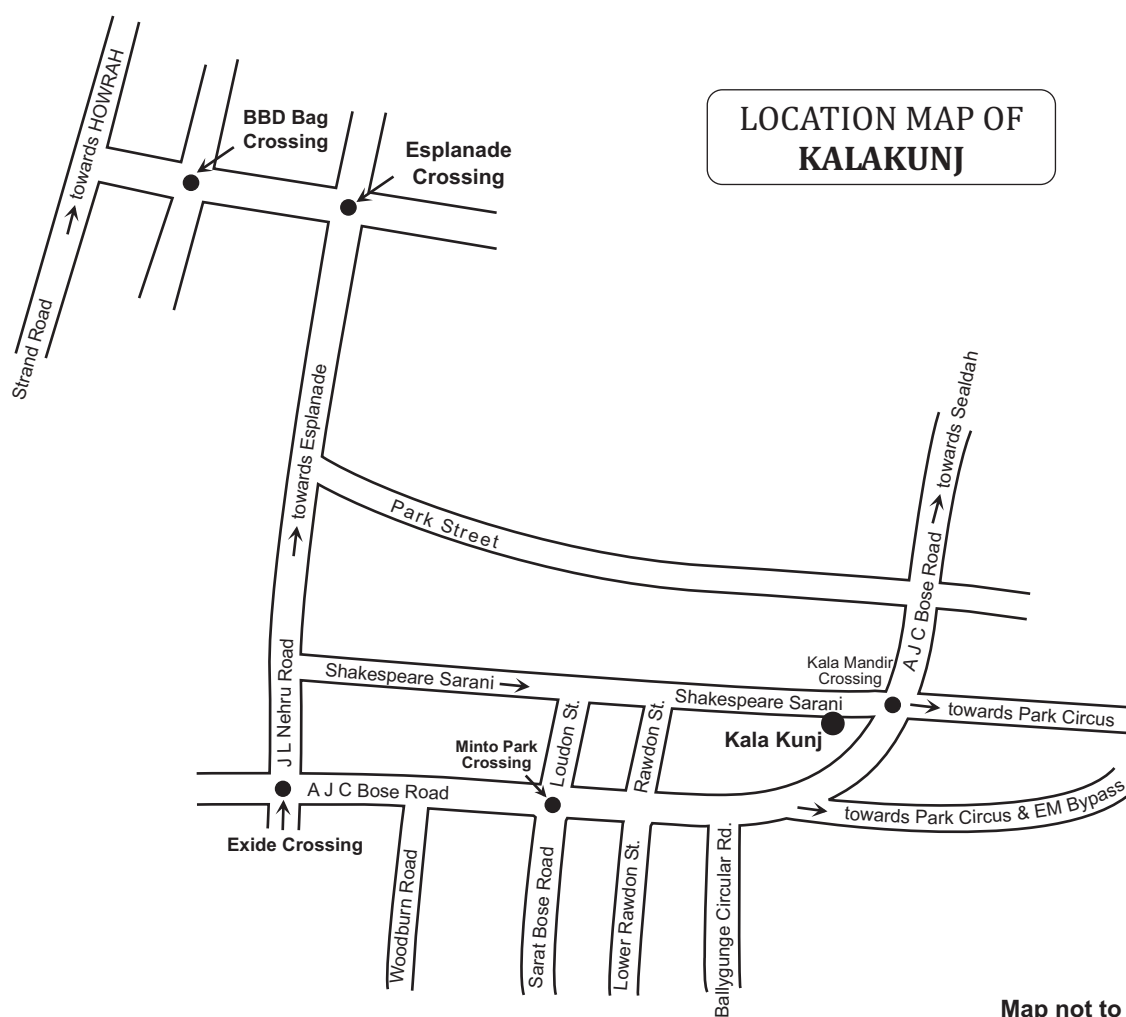 LOCATION MAP OF
KALAKUNJ
towards HOWRAH
Strand Road
BBD Bag
Crossing
Esplanade
Crossing
towards Esplanade
J L Nehru Road
Park Street
towards Sealdah
A J C Bose Road
Kala Mandir
Crossing
Shakespeare Sarani
Shakespeare Sarani
towards Park Circus
Kala Kunj
Loudon St.
Rawdon St.
Minto Park
Crossing
A J C Bose Road
towards Park Circus & EM Bypass
Exide Crossing
Woodburn Road
Sarat Bose Road
Lower Rawdon St.
Ballygunge Circular Rd.
Map not to